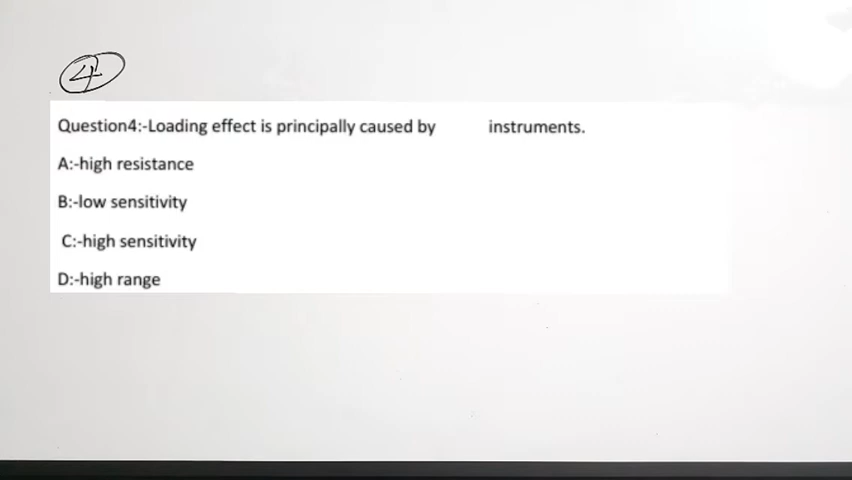 4
Question4:-Loading effect is principally caused by instruments.
A:-high resistance
B:-low sensitivity
C:-high sensitivity
D:-high range